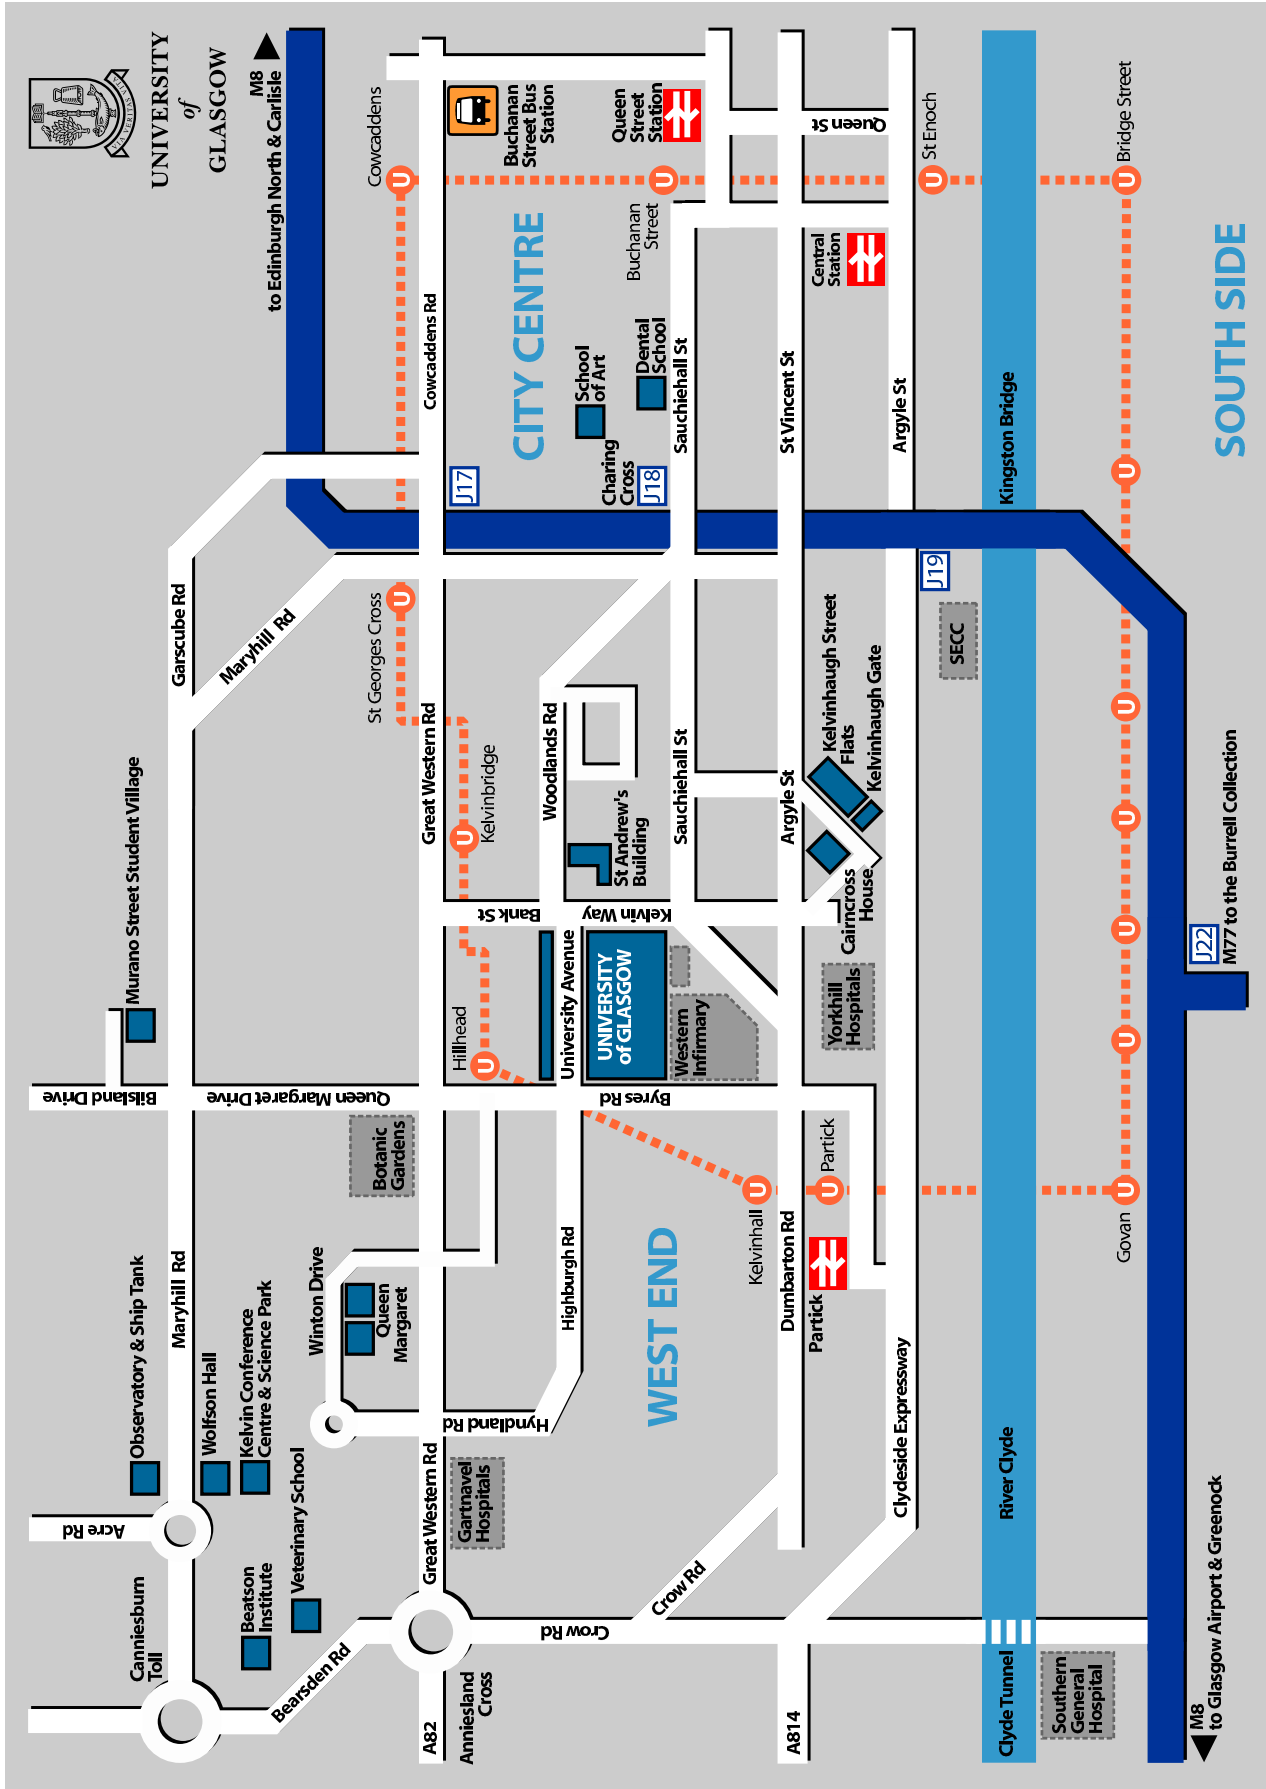 UNIVERSITY
of
GLASGOW
VIA VERITAS VITA
M8
to Edinburgh North & Carlisle
Cowcaddens
U
Buchanan
Street Bus
Station
Queen
Street
Station
Queen St
St Enoch
U
Bridge Street
U
Buchanan
Street
U
Central
Station
CITY CENTRE
SOUTH SIDE
Cowcaddens Rd
School
of Art
Dental
School
Sauchiehall St
St Vincent St
Argyle St
Kingston Bridge
Charing
Cross
J17
J18
J19
U
Garscube Rd
Maryhill Rd
St Georges Cross
U
SECC
Kelvinhaugh Street
Flats
Kelvinhaugh Gate
U
Great Western Rd
Woodlands Rd
Sauchiehall St
Argyle St
Kelvinbridge
U
St Andrew's
Building
U
Murano Street Student Village
Bank St
Kelvin Way
Cairncross
House
U
J22
M77 to the Burrell Collection
Hillhead
U
University Avenue
UNIVERSITY
of GLASGOW
Western
Infirmary
Yorkhill
Hospitals
U
Bilsland Drive
Queen Margaret Drive
Byres Rd
Botanic
Gardens
Partick
U
Kelvinhall
U
Govan
U
Dumbarton Rd
Partick
WEST END
Highburgh Rd
Winton Drive
Queen
Margaret
Maryhill Rd
Observatory & Ship Tank
Wolfson Hall
Kelvin Conference
Centre & Science Park
Hyndland Rd
Great Western Rd
Gartnavel
Hospitals
Clydeside Expressway
River Clyde
Acre Rd
Veterinary School
Beatson
Institute
Canniesburn
Toll
Bearsden Rd
Crow Rd
Crow Rd
A82
Anniesland
Cross
A814
Clyde Tunnel
Southern
General
Hospital
M8
to Glasgow Airport & Greenock